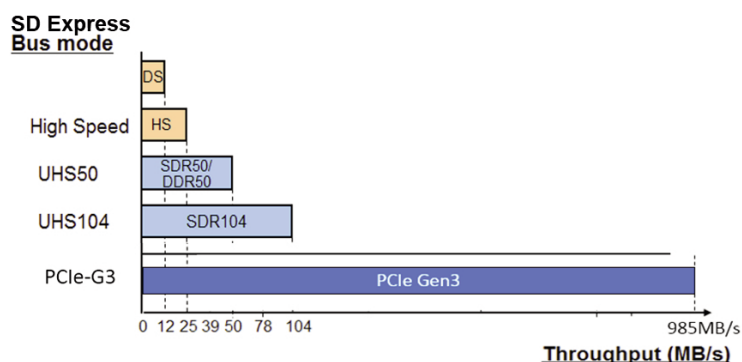 SD Express
Bus mode
DS
High Speed HS
UHS50 SDR50/
DDR50
UHS104 SDR104
PCIe-G3 PCIe Gen3
0 12 25 39 50 78 104 985MB/s
Throughput (MB/s)